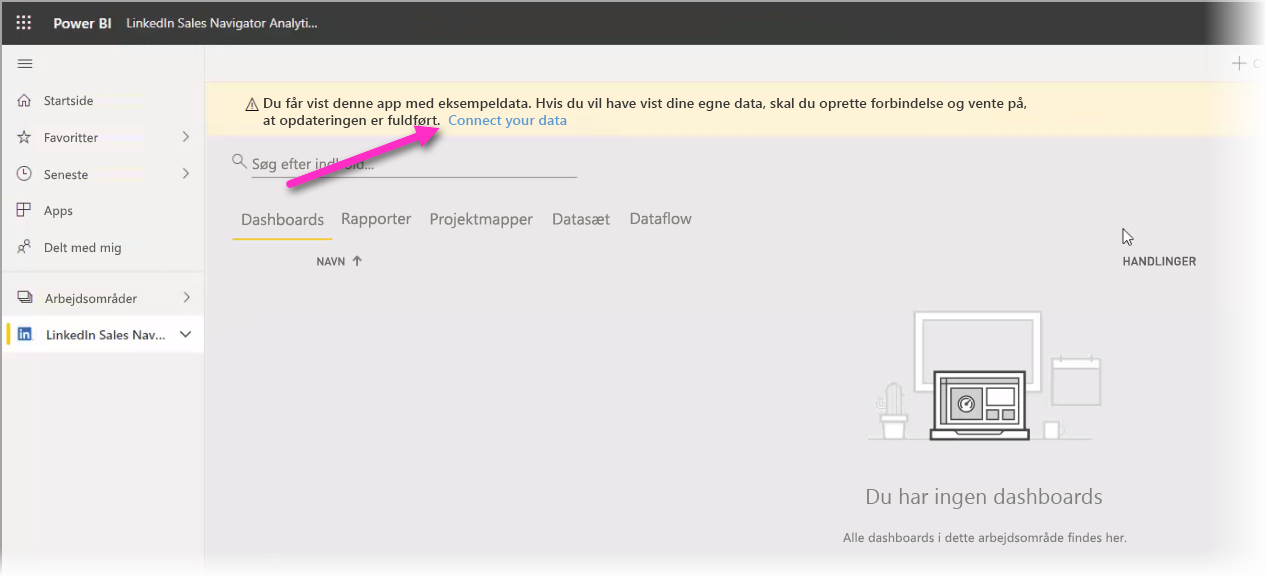 Power BI LinkedIn Sales Navigator Analyti...
Startside
Favoritter
Seneste
Apps
Delt med mig
Arbejdsområder
in LinkedIn Sales Nav...
Du får vist denne app med eksempeldata. Hvis du vil have vist dine egne data, skal du oprette forbindelse og vente på,
at opdateringen er fuldført. Connect your data
Søg efter indhold...
Dashboards Rapporter Projektmapper Datasæt Dataflow
NAVN HANDLINGER
Du har ingen dashboards
Alle dashboards i dette arbejdsområde findes her.